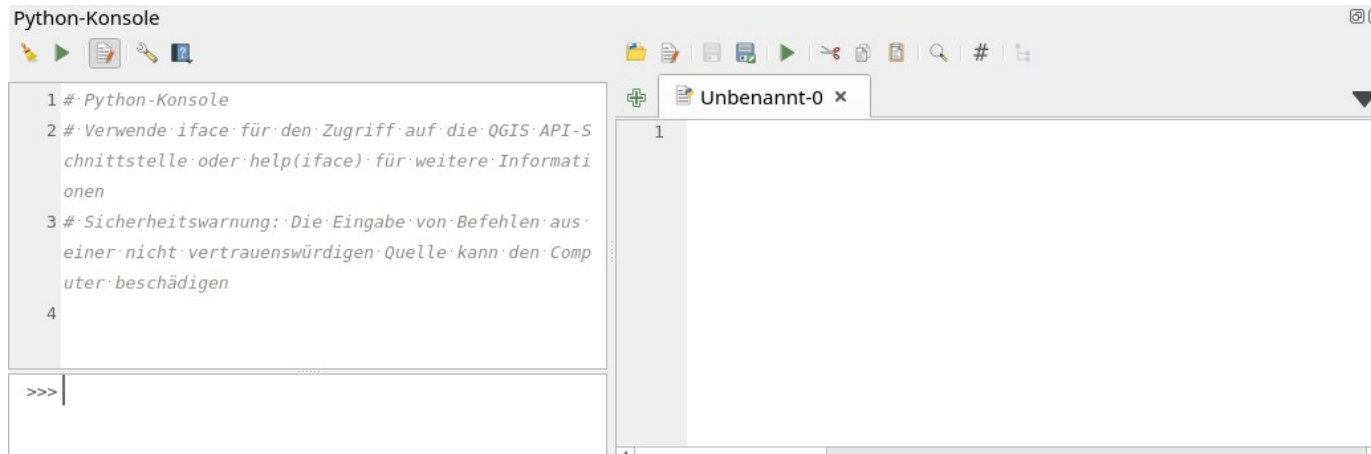 Python-Konsole
1 # Python-Konsole
2 # Verwende iface für den Zugriff auf die QGIS API-S
chnittstelle oder help(iface) für weitere Informati
onen
3 # Sicherheitswarnung: Die Eingabe von Befehlen aus
einer nicht vertrauenswürdigen Quelle kann den Comp
uter beschädigen
4
>>>
#
Unbenannt-0
1